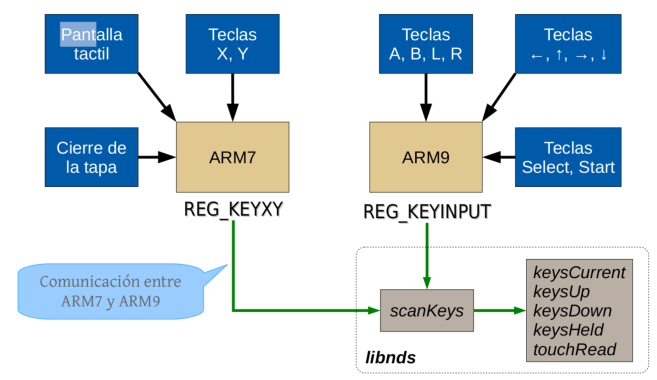 Pantalla
tactil
Teclas
X, Y
Teclas
A, B, L, R
Teclas
←, ↑, →, ↓
Cierre de
la tapa
ARM7
ARM9
Teclas
Select, Start
REG_KEYXY
REG_KEYINPUT
Comunicación entre
ARM7 y ARM9
scanKeys
keysCurrent
keysUp
keysDown
keysHeld
touchRead
libnds